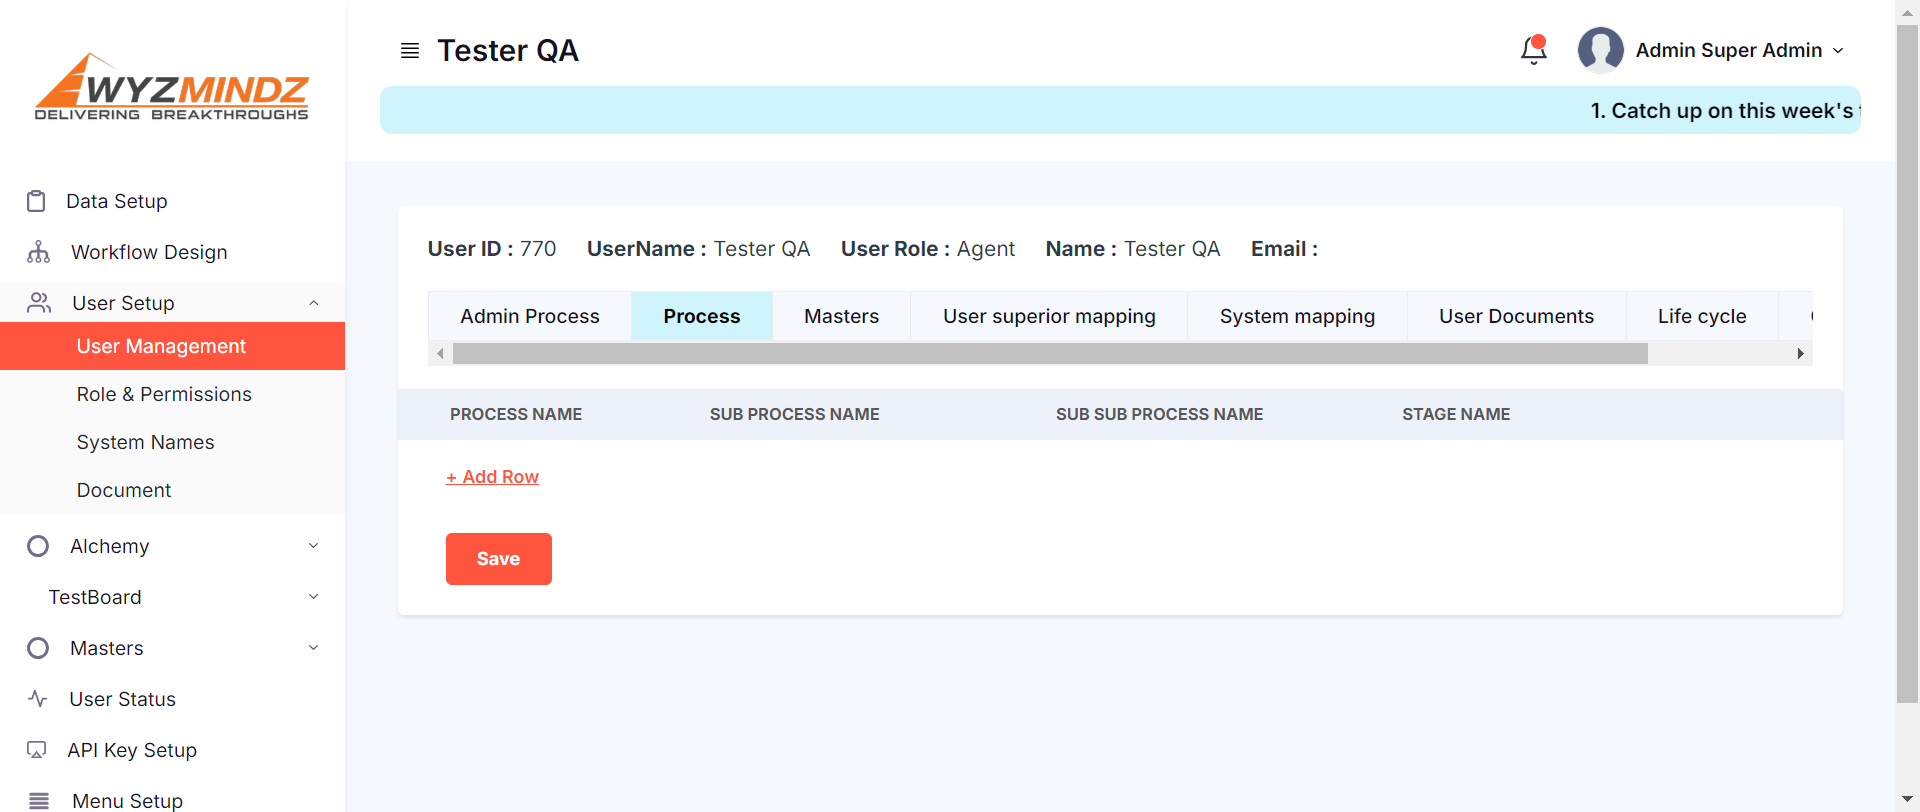 WYZMINDZ
DELIVERING BREAKTHROUGHS
Data Setup
Workflow Design
User Setup
User Management
Role & Permissions
System Names
Document
Alchemy
TestBoard
Masters
User Status
API Key Setup
Menu Setup
Tester QA
Admin Super Admin
1. Catch up on this week's
User ID : 770 UserName : Tester QA User Role : Agent Name : Tester QA Email :
Admin Process Process Masters User superior mapping System mapping User Documents Life cycle
PROCESS NAME SUB PROCESS NAME SUB SUB PROCESS NAME STAGE NAME
+ Add Row
Save